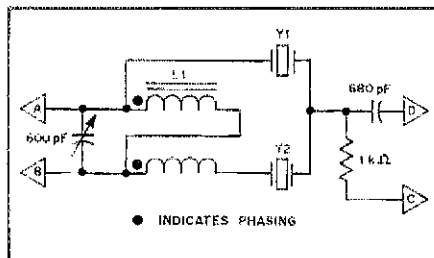 Y1
L1
680 pF
A
D
600 pF
Y2
1 kΩ
B
C
● INDICATES PHASING